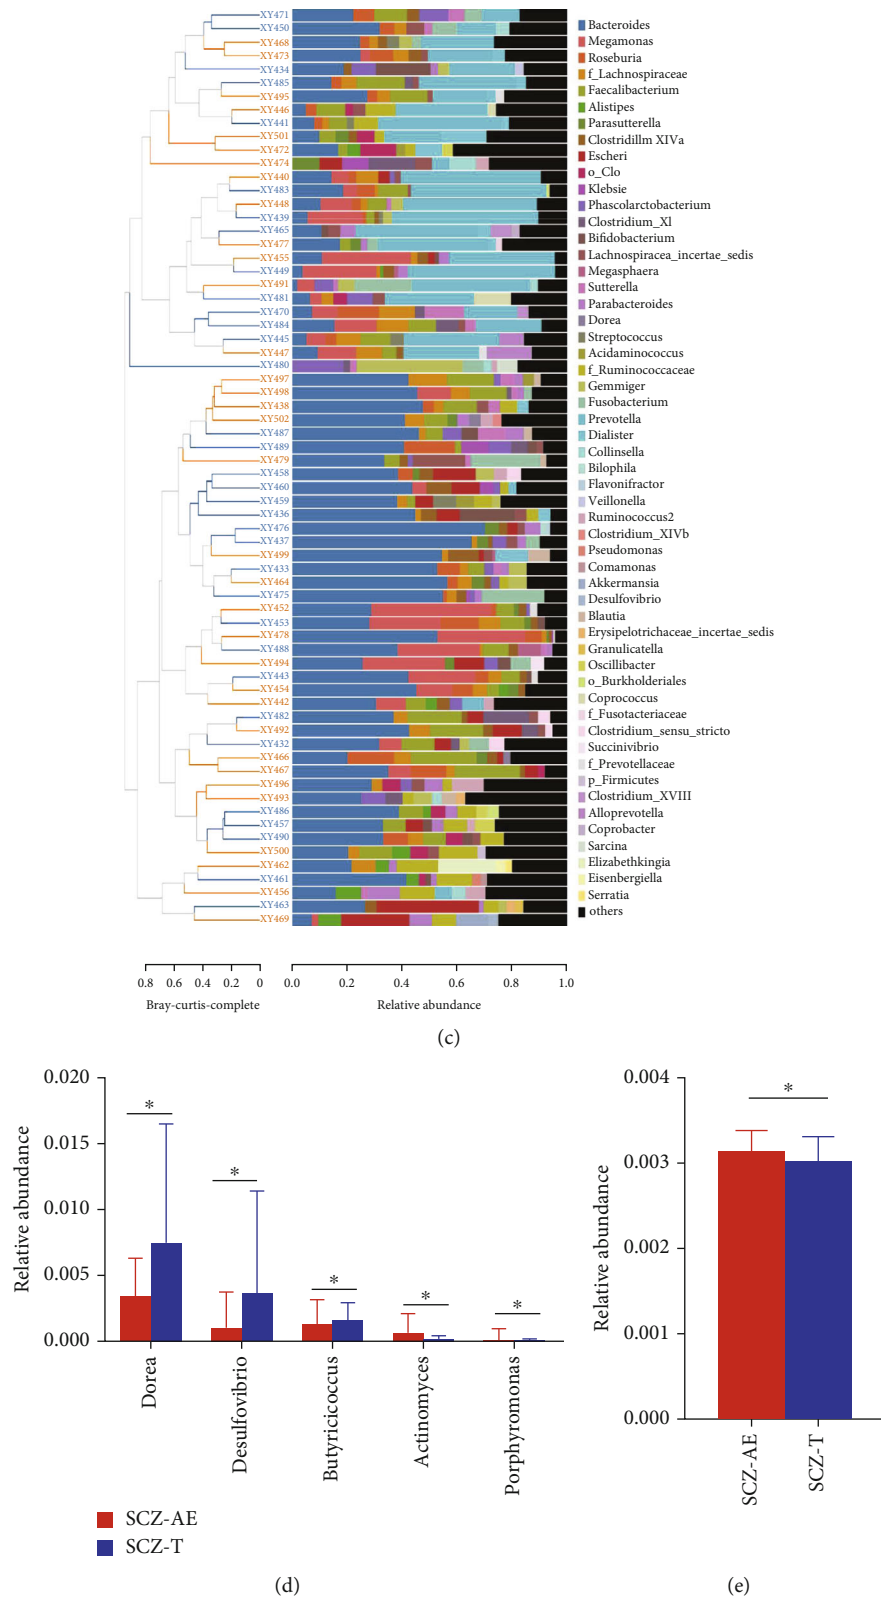 XY471
XY450
XY468
XY473
XY434
XY485
XY495
XY446
XY441
XY501
XY472
XY474
XY440
XY483
XY448
XY439
XY465
XY477
XY455
XY449
XY491
XY481
XY470
XY484
XY445
XY447
XY480
XY497
XY498
XY438
XY502
XY487
XY489
XY479
XY458
XY460
XY459
XY436
XY476
XY437
XY499
XY433
XY464
XY475
XY452
XY453
XY478
XY488
XY494
XY443
XY454
XY442
XY482
XY492
XY432
XY466
XY467
XY496
XY493
XY486
XY457
XY490
XY500
XY462
XY461
XY456
XY463
XY469
Bacteroides
Megamonas
Roseburia
f_Lachnospiraceae
Faecalibacterium
Alistipes
Parasutterella
Clostridillm XIVa
Escheri
o_Clo
Klebsie
Phascolarctobacterium
Clostridium_Xl
Bifidobacterium
Lachnospiracea_incertae_sedis
Megasphaera
Sutterella
Parabacteroides
Dorea
Streptococcus
Acidaminococcus
f_Ruminococcaceae
Gemmiger
Fusobacterium
Prevotella
Dialister
Collinsella
Bilophila
Flavonifractor
Veillonella
Ruminococcus2
Clostridium_XIVb
Pseudomonas
Comamonas
Akkermansia
Desulfovibrio
Blautia
Erysipelotrichaceae_incertae_sedis
Granulicatella
Oscillibacter
o_Burkholderiales
Coprococcus
f_Fusotacteriaceae
Clostridium_sensu_stricto
Succinivibrio
f_Prevotellaceae
p_Firmicutes
Clostridium_XVIII
Alloprevotella
Coprobacter
Sarcina
Elizabethkingia
Eisenbergiella
Serratia
others
0.8 0.6 0.4 0.2 0
Bray-curtis-complete
0.0 0.2 0.4 0.6 0.8 1.0
Relative abundance
(c)
0.020
0.015
0.010
0.005
0.000
Relative abundance
* * * * *
Dorea
Desulfovibrio
Butyricicoccus
Actinomyces
Porphyromonas
SCZ-AE
SCZ-T
(d)
0.004
0.003
0.002
0.001
0.000
Relative abundance
*
SCZ-AE
SCZ-T
(e)